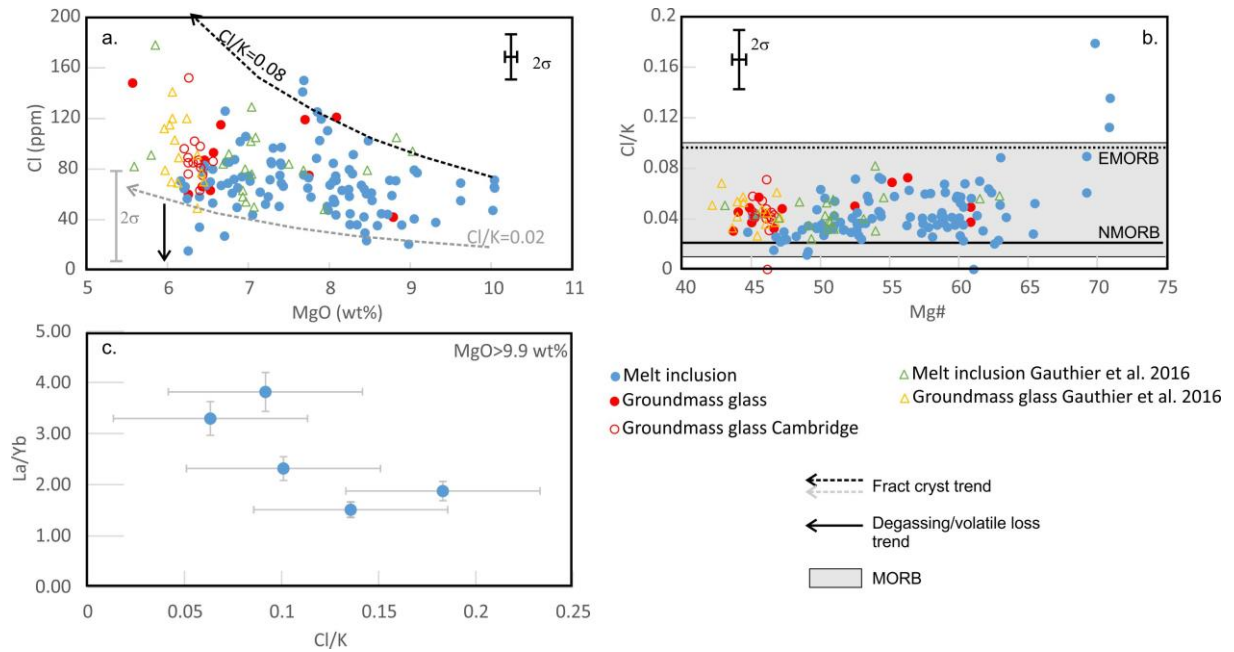 200
160
120
80
40
0
Cl (ppm)
a.
Cl/K=0.08
2σ
2σ
Cl/K=0.02
5
6
7
8
9
10
11
MgO (wt%)
0.2
0.16
0.12
0.08
0.04
0
Cl/K
2σ
b.
EMORB
NMORB
40
50
60
70
80
Mg#
5.00
4.00
3.00
2.00
1.00
0.00
La/Yb
c.
MgO>9.9 wt%
0
0.05
0.1
0.15
0.2
0.25
Cl/K
Melt inclusion
Groundmass glass
Groundmass glass Cambridge
Melt inclusion Gauthier et al. 2016
Groundmass glass Gauthier et al. 2016
Fract cryst trend
Degassing/volatile loss
trend
MORB